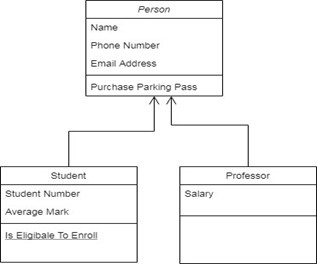 Person
Name
Phone Number
Email Address
Purchase Parking Pass
Student
Student Number
Average Mark
Is Eligibale To Enroll
Professor
Salary